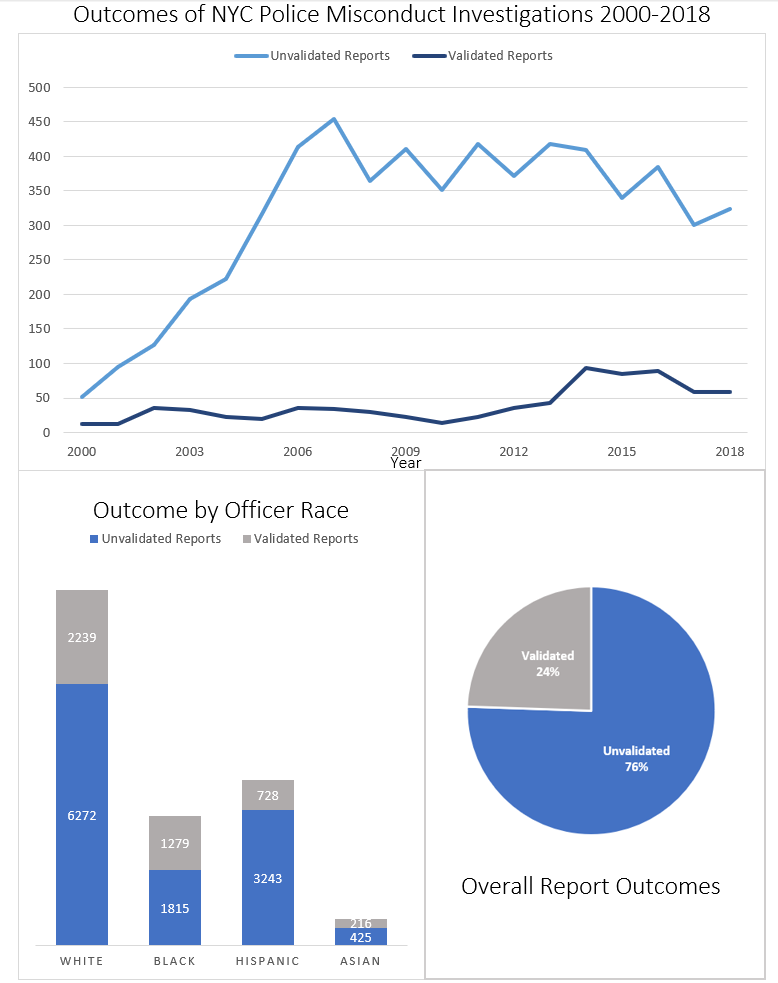 Outcomes of NYC Police Misconduct Investigations 2000-2018
Unvalidated Reports Validated Reports
500
450
400
350
300
250
200
150
100
50
0
2000 2003 2006 2009 2012 2015 2018
Year
Outcome by Officer Race
Unvalidated Reports Validated Reports
2239
6272
1279
1815
728
3243
216
425
WHITE BLACK HISPANIC ASIAN
Validated
24%
Unvalidated
76%
Overall Report Outcomes